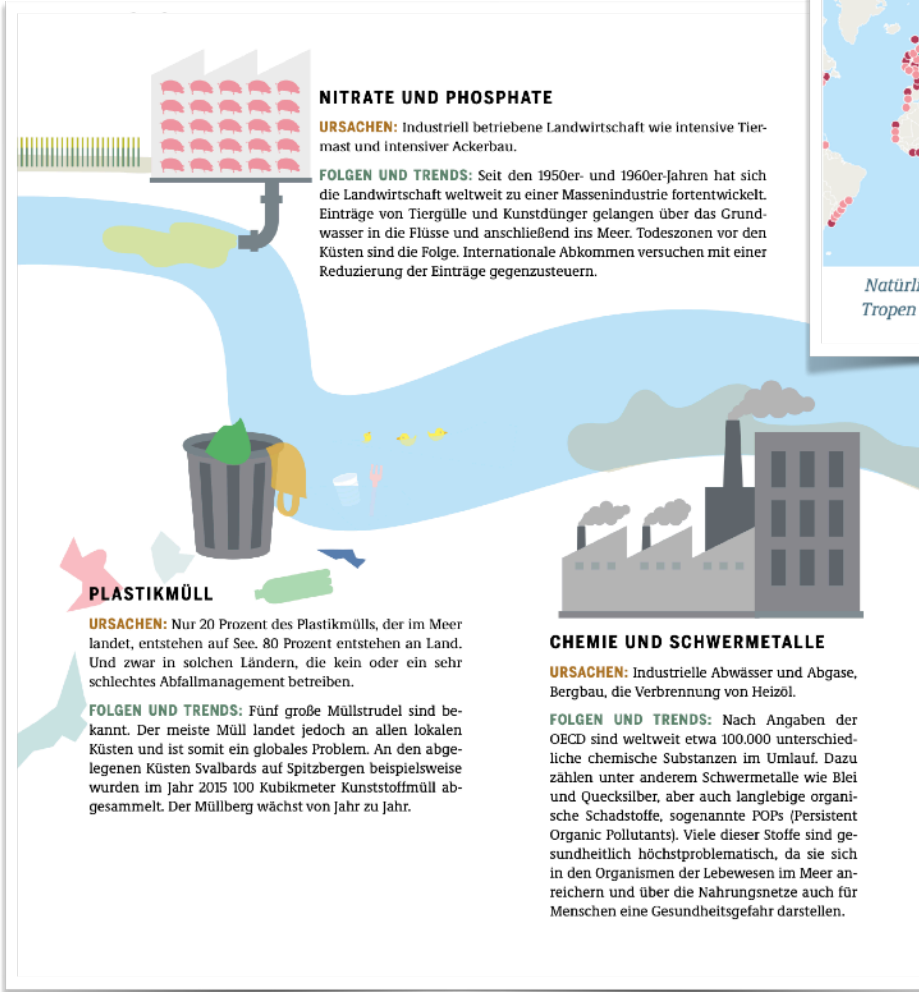 NITRATE UND PHOSPHATE
URSACHEN: Industriell betriebene Landwirtschaft wie intensive Tier-
mast und intensiver Ackerbau.
FOLGEN UND TRENDS: Seit den 1950er- und 1960er-Jahren hat sich
die Landwirtschaft weltweit zu einer Massenindustrie fortentwickelt.
Einträge von Tiergülle und Kunstdünger gelangen über das Grund-
wasser in die Flüsse und anschließend ins Meer. Todeszonen vor den
Küsten sind die Folge. Internationale Abkommen versuchen mit einer
Reduzierung der Einträge gegenzusteuern.
Tropen
PLASTIKMÜLL
URSACHEN: Nur 20 Prozent des Plastikmülls, der im Meer
landet, entstehen auf See. 80 Prozent entstehen an Land.
Und zwar in solchen Ländern, die kein oder ein sehr
schlechtes Abfallmanagement betreiben.
FOLGEN UND TRENDS: Fünf große Müllstrudel sind be-
kannt. Der meiste Müll landet jedoch an allen lokalen
Küsten und ist somit ein globales Problem. An den abge-
legenen Küsten Svalbards auf Spitzbergen beispielsweise
wurden im Jahr 2015 100 Kubikmeter Kunststoffmüll ab-
gesammelt. Der Müllberg wächst von Jahr zu Jahr.
CHEMIE UND SCHWERMETALLE
URSACHEN: Industrielle Abwässer und Abgase,
Bergbau, die Verbrennung von Heizöl.
FOLGEN UND TRENDS: Nach Angaben der
OECD sind weltweit etwa 100.000 unterschied-
liche chemische Substanzen im Umlauf. Dazu
zählen unter anderem Schwermetalle wie Blei
und Quecksilber, aber auch langlebige organi-
sche Schadstoffe, sogenannte POPs (Persistent
Organic Pollutants). Viele dieser Stoffe sind ge-
sundheitlich höchstproblematisch, da sie sich
in den Organismen der Lebewesen im Meer an-
reichern und über die Nahrungsnetze auch für
Menschen eine Gesundheitsgefahr darstellen.